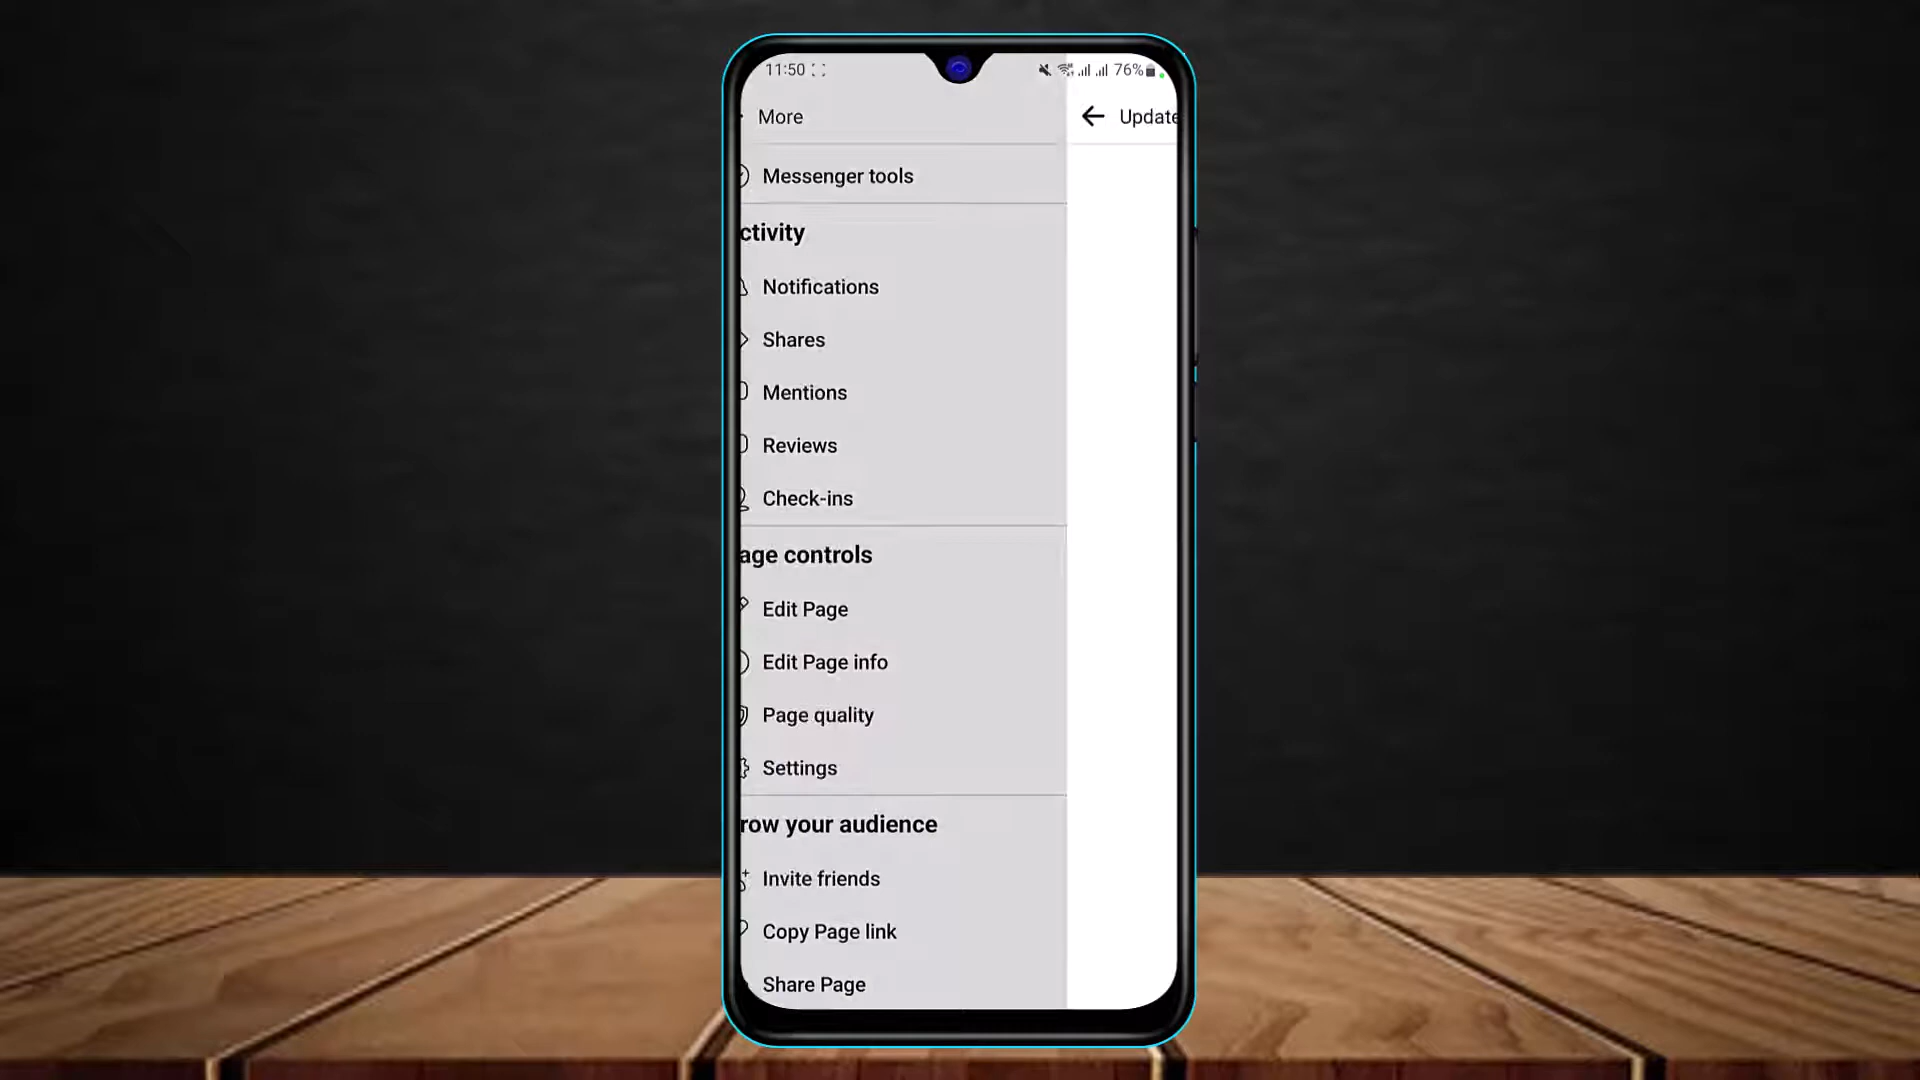 11:50
76%
More
Update
Messenger tools
ctivity
Notifications
Shares
Mentions
Reviews
Check-ins
age controls
Edit Page
Edit Page info
Page quality
Settings
row your audience
Invite friends
Copy Page link
Share Page